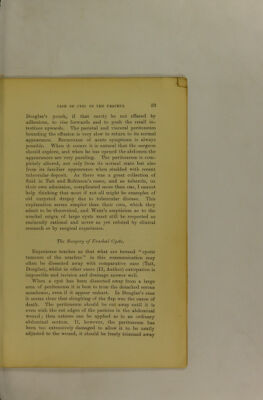 CASE OF CYST OF THE URACHUS. 23
Douglas's pouch, if that cavity be not effaced by
adhesions, to rise forwards and to push the small in-
testines upwards. The parietal and visceral peritoneum
bounding the effusion is very slow in return to its normal
appearance. Recurrence of acute symptoms is always
possible. When it occurs it is natural that the surgeon
should explore, and when he has opened the abdomen the
appearances are very puzzling. The peritoneum is com-
pletely altered, not only from its normal state but also
from its familiar appearance when studded with recent
tubercular deposit. As there was a great collection of
fluid in Tait and Robinson's cases, and as tubercle, on
their own admission, complicated more than one, I cannot
help thinking that most if not all might be examples of
old encysted dropsy due to tubercular disease. This
explanation seems simpler than their own, which they
admit to be theoretical, and Wutz's suspicions as to the
urachal origin of large cysts must still be respected as
eminently rational and never as yet refuted by clinical
research or by surgical experience.
The Surgery of Urachal Cysts.
Experience teaches us that what are termed "cystic
tumours of the urachus" in this communication may
often be dissected away with comparative ease (Tait,
Douglas), whilst in other cases (13, Author) extirpation is
impossible and incision and drainage answer well.
When a cyst has been dissected away from a large
area of peritoneum it is best to trim the detached serous
membrane, even if it appear reduant. In Douglas's case
it seems clear that sloughing of the flap was the cause of
death. The peritoneum should be cut away until it is
even with the cut edges of the parietes in the abdominal
wound; then sutures can be applied as in an ordinary
abdominal section. If, however, the peritoneum has
been too extensively damaged to allow it to be neatly
adjusted to the wound, it should be freely trimmed away